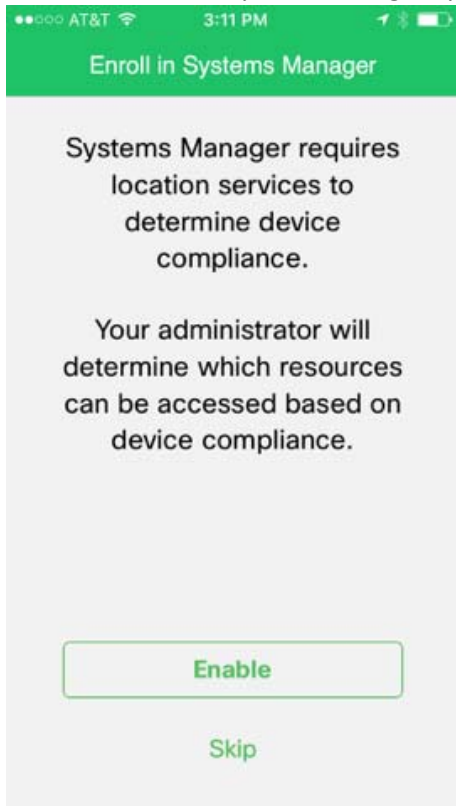 AT&T 3:11 PM
Enroll in Systems Manager
Systems Manager requires
location services to
determine device
compliance.
Your administrator will
determine which resources
can be accessed based on
device compliance.
Enable
Skip